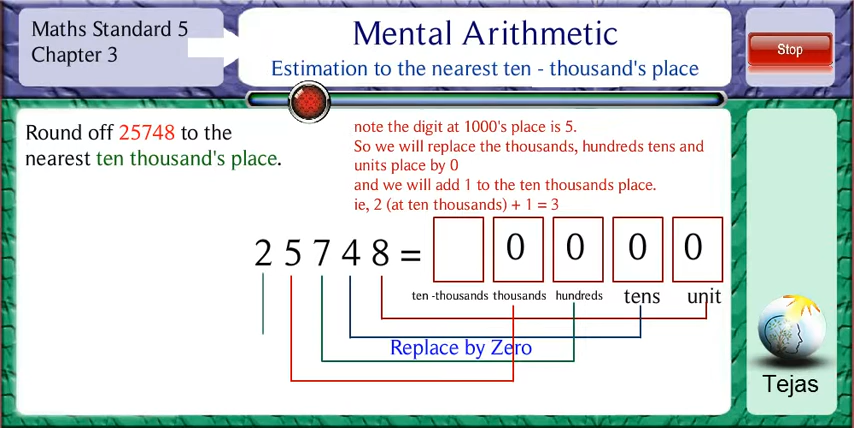 Maths Standard 5
Chapter 3
Mental Arithmetic
Estimation to the nearest ten - thousand's place
Stop
Round off 25748 to the
nearest ten thousand's place.
note the digit at 1000's place is 5.
So we will replace the thousands, hundreds tens and
units place by 0
and we will add 1 to the ten thousands place.
ie, 2 (at ten thousands) + 1 = 3
2 5 7 4 8 = 0 0 0 0
ten -thousands thousands hundreds tens unit
Replace by Zero
Tejas